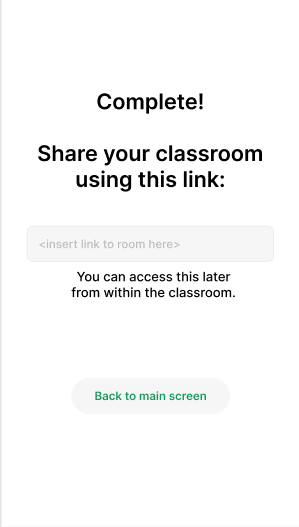 Complete!
Share your classroom
using this link:
<insert link to room here>
You can access this later
from within the classroom.
Back to main screen